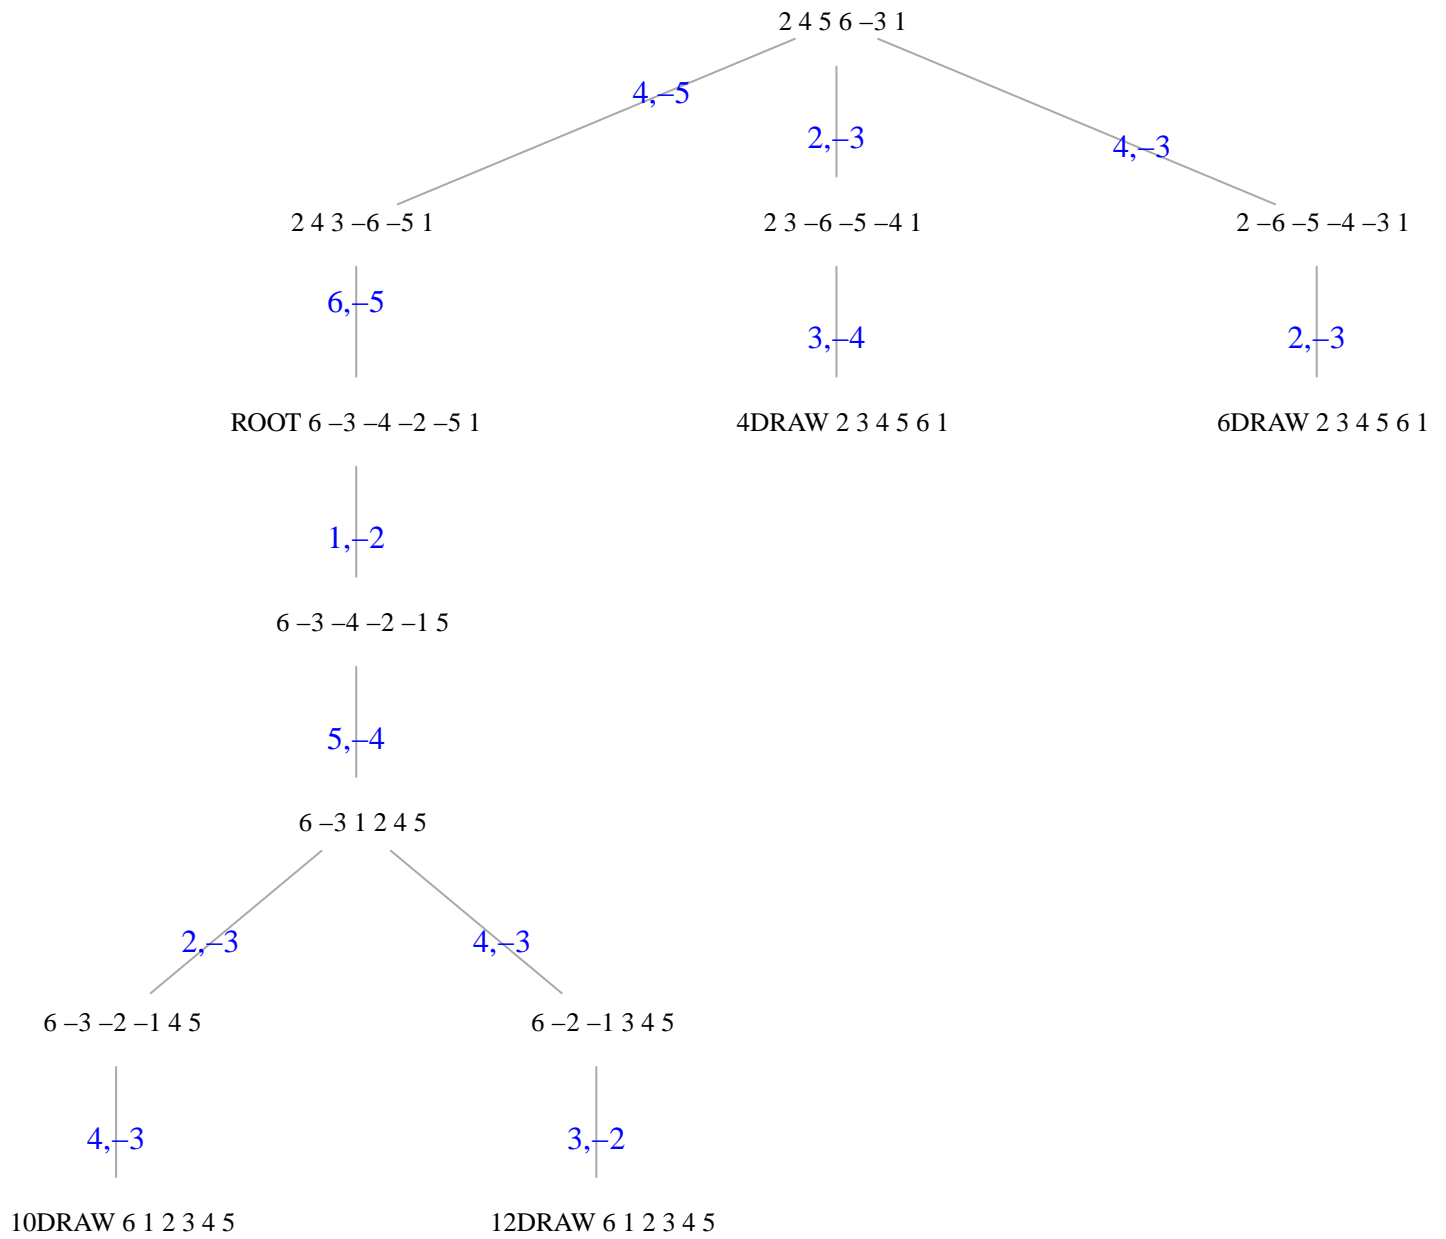 2 4 5 6 –3 1
4,–5
2,–3
4,–3
2 4 3 –6 –5 1
2 3 –6 –5 –4 1
2 –6 –5 –4 –3 1
6,–5
3,–4
2,–3
ROOT 6 –3 –4 –2 –5 1
4DRAW 2 3 4 5 6 1
6DRAW 2 3 4 5 6 1
1,–2
6 –3 –4 –2 –1 5
5,–4
6 –3 1 2 4 5
2,–3
4,–3
6 –3 –2 –1 4 5
6 –2 –1 3 4 5
4,–3
3,–2
10DRAW 6 1 2 3 4 5
12DRAW 6 1 2 3 4 5